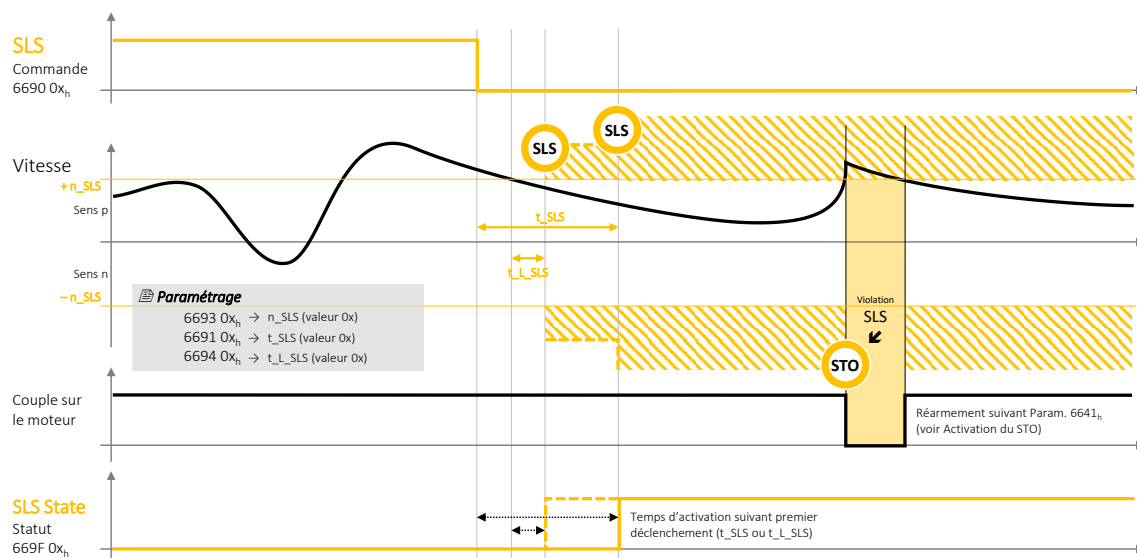 SLS
Commande
6690 0xₕ
SLS
SLS
Vitesse
+ n_SLS
Sens p
t_SLS
Sens n
t_L_SLS
– n_SLS
Paramétrage
6693 0xₕ → n_SLS (valeur 0x)
6691 0xₕ → t_SLS (valeur 0x)
6694 0xₕ → t_L_SLS (valeur 0x)
Violation
SLS
STO
Couple sur
le moteur
Réarmement suivant Param. 6641ₕ
(voir Activation du STO)
SLS State
Statut
669F 0xₕ
Temps d’activation suivant premier
déclenchement (t_SLS ou t_L_SLS)